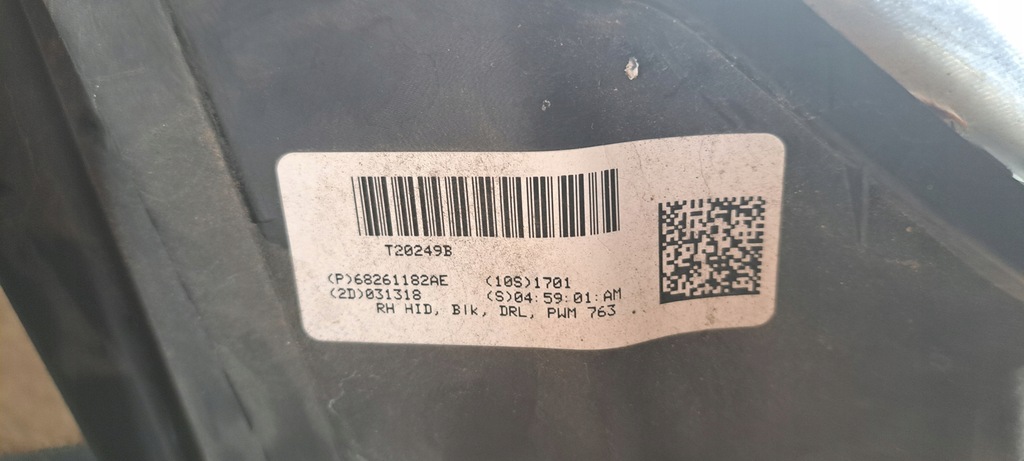 T20249B
(P)68261182AE (10S)1701
(2D)031318 (S)04:59:01:AM
RH HID, Blk, DRL, PWM 763